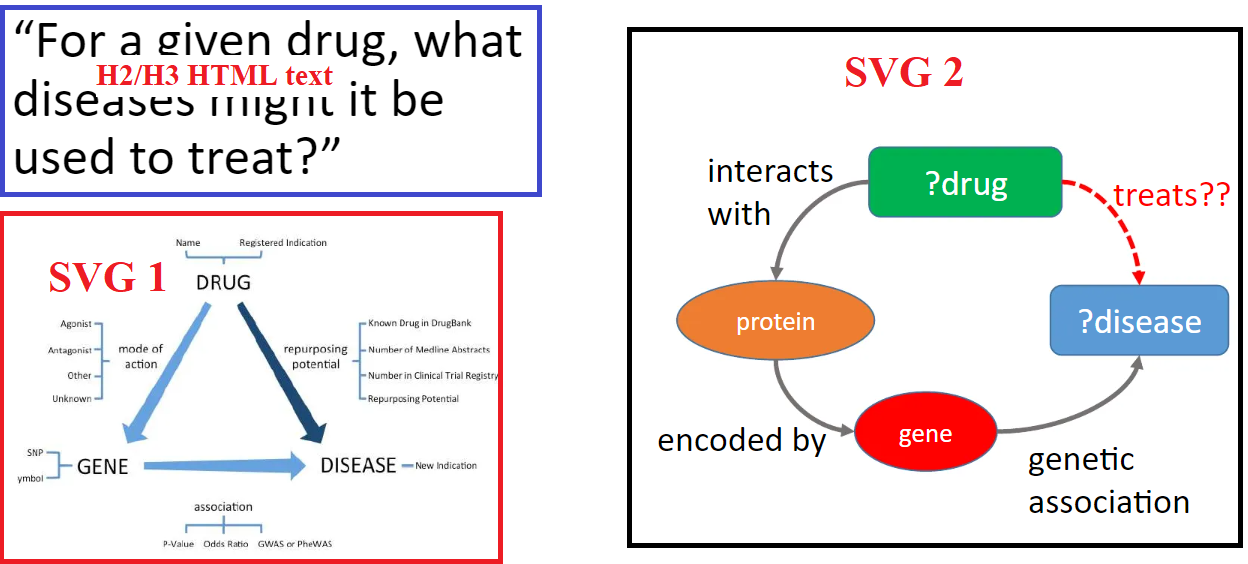 “For a given drug, what
H2/H3 HTML text
diseases might it be
used to treat?”
SVG 1
Name
Registered Indication
DRUG
Agonist
Antagonist
Other
Unknown
mode of
action
repurposing
potential
Known Drug in DrugBank
Number of Medline Abstracts
Number in Clinical Trial Registry
Repurposing Potential
SNP
ymbol
GENE
DISEASE
New Indication
association
P-Value
Odds Ratio
GWAS or PheWAS
SVG 2
interacts
with
?drug
treats??
protein
?disease
encoded by
gene
genetic
association